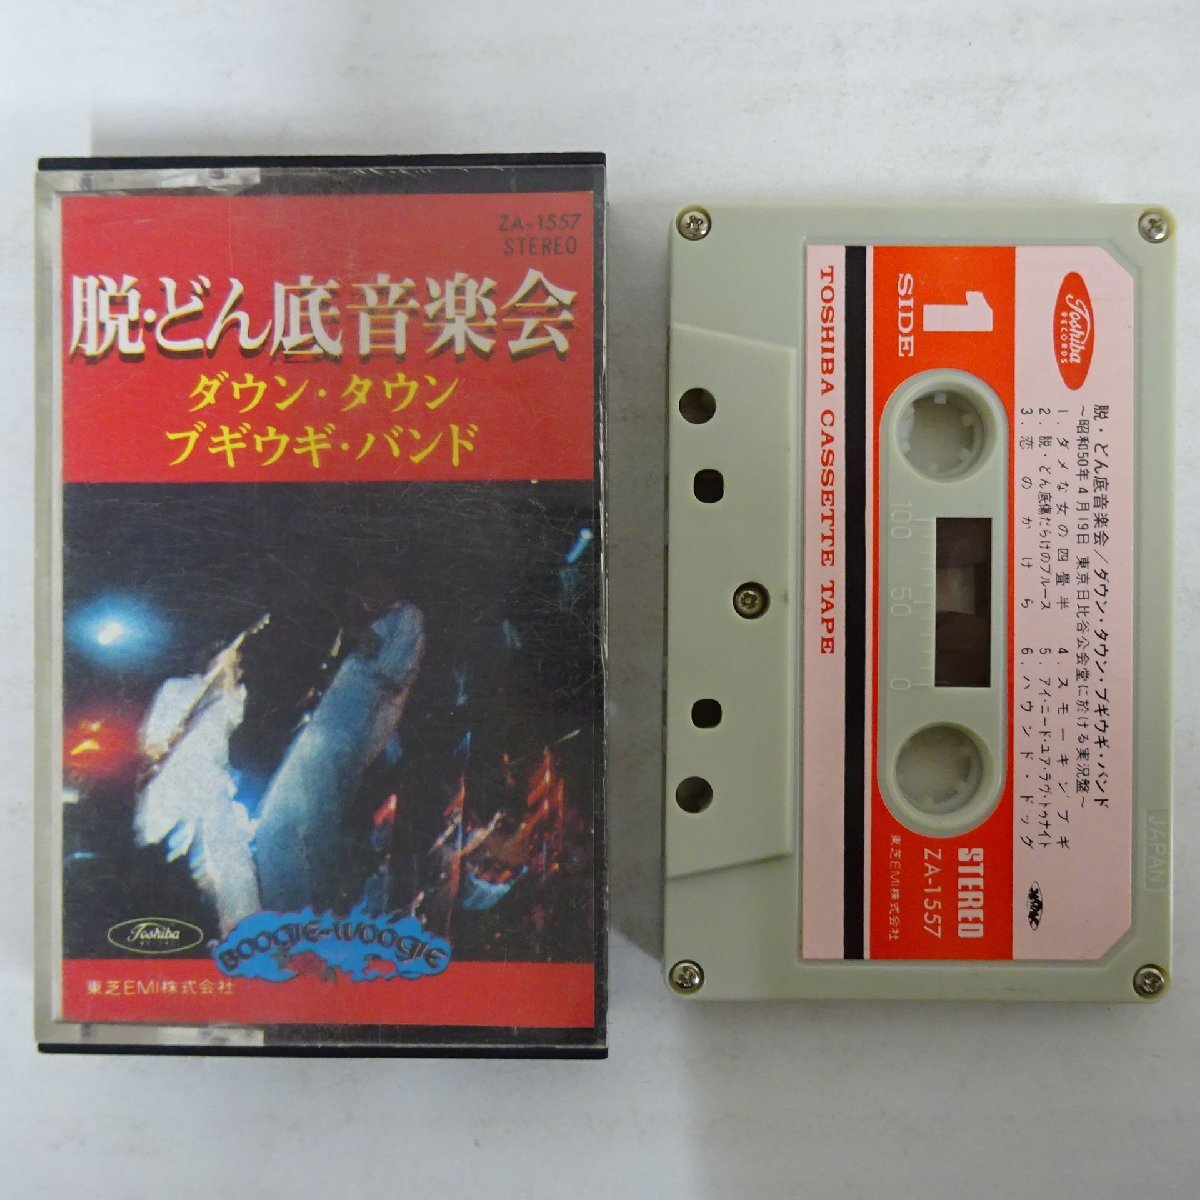 ZA-1557
STEREO
脱・どん底音楽会
ダウン・タウン
ブギウギ・バンド
Toshiba
RECORDS
BOOGIE-WOOGIE
東芝EMI株式会社
Toshiba
RECORDS
脱・どん底音楽会/ダウン・タウン・ブギウギ・バンド
～昭和50年4月19日 東京日比谷公会堂に於ける実況盤～
1. ダメな女の四畳半
2. 脱・どん底傷だらけのブルース
3. 恋のかけら
4. スモーキン'ブギ
5. アイ・ニード・ユア・ラヴ・トゥナイト
6. ハウンド・ドッグ
1
SIDE
100 50 0
STEREO
ZA-1557
東芝EMI株式会社
TOSHIBA CASSETTE TAPE
JAPAN